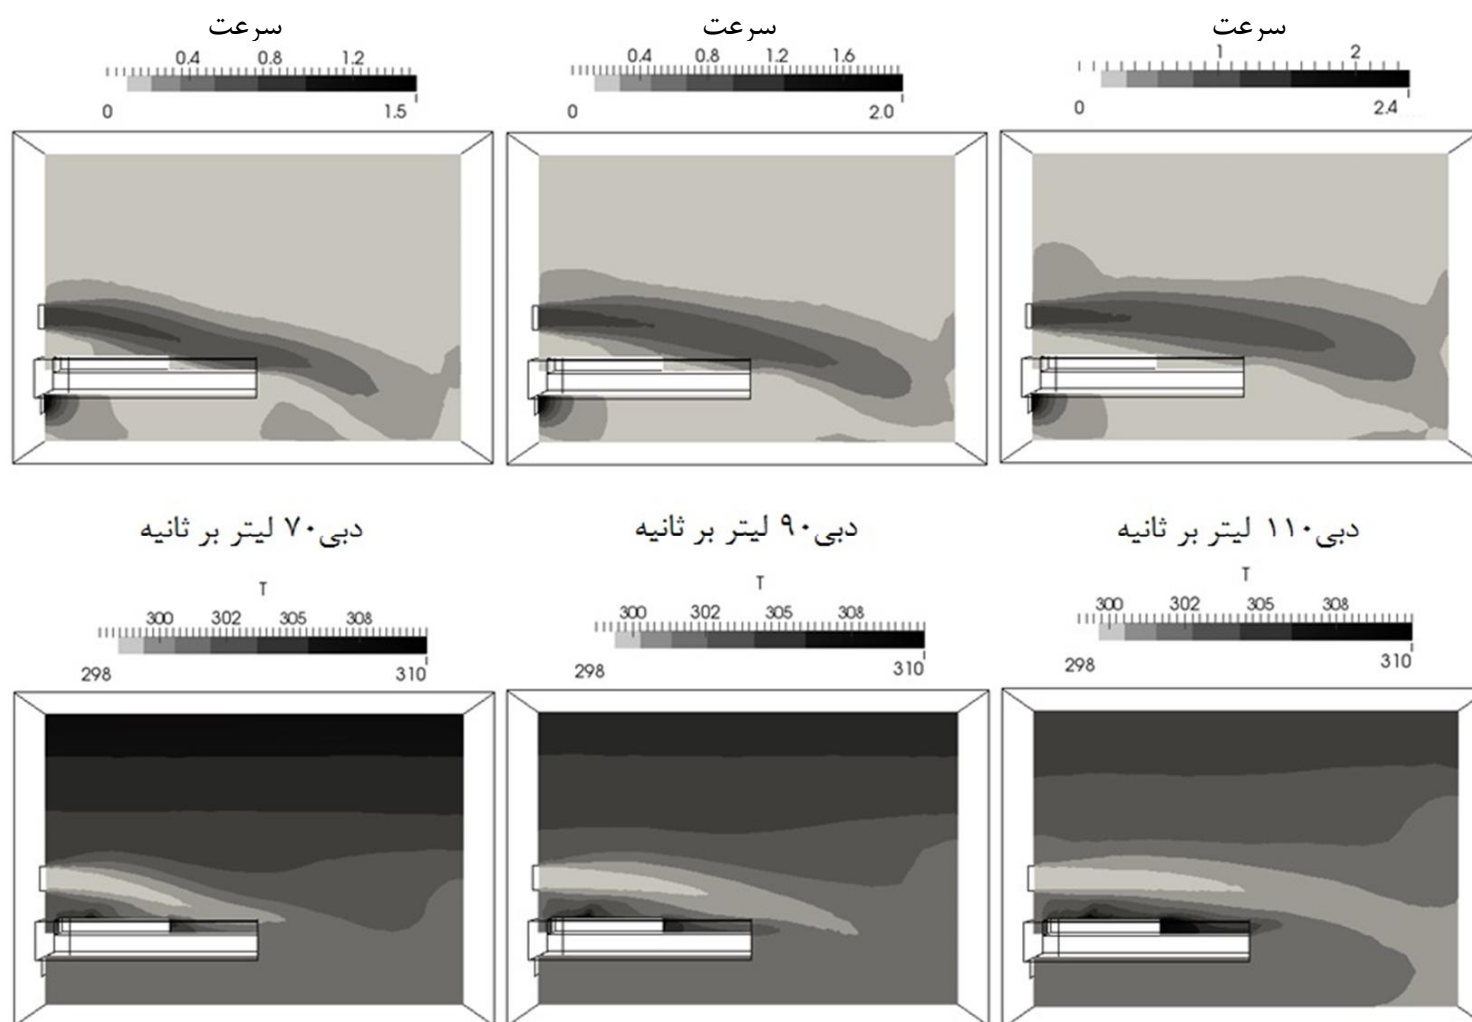 سرعت
0.4 0.8 1.2
0 1.5
سرعت
0.4 0.8 1.2 1.6
0 2.0
سرعت
1 2
0 2.4
دبی۷۰ لیتر بر ثانیه
دبی۹۰ لیتر بر ثانیه
دبی۱۱۰ لیتر بر ثانیه
T
300 302 305 308
298 310
T
300 302 305 308
298 310
T
300 302 305 308
298 310